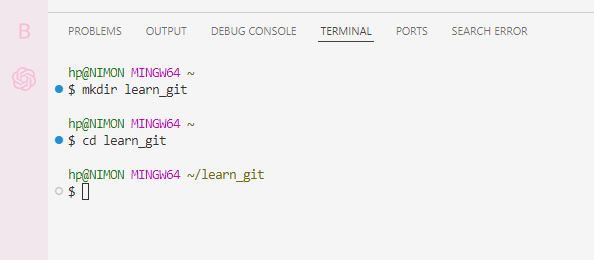 PROBLEMS OUTPUT DEBUG CONSOLE TERMINAL PORTS SEARCH ERROR
B
hp@NIMON MINGW64 ~
$ mkdir learn_git
hp@NIMON MINGW64 ~
$ cd learn_git
hp@NIMON MINGW64 ~/learn_git
$